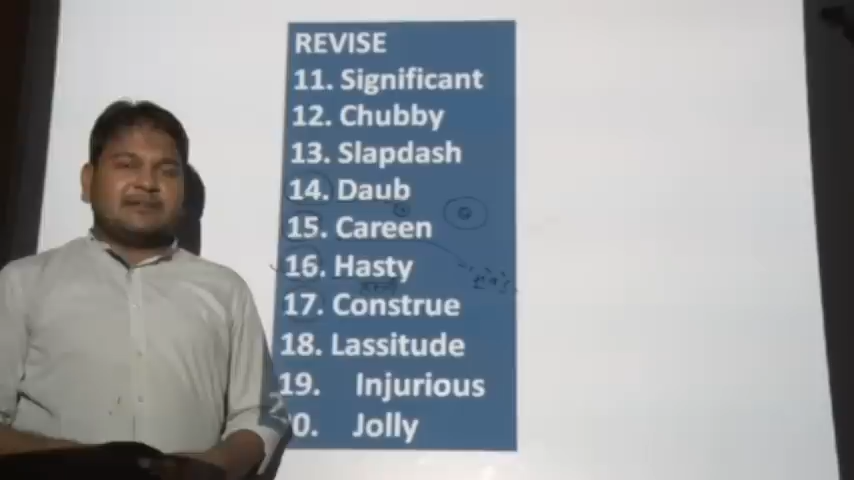 REVISE
11. Significant
12. Chubby
13. Slapdash
14. Daub
15. Careen
16. Hasty
17. Construe
18. Lassitude
19. Injurious
0. Jolly